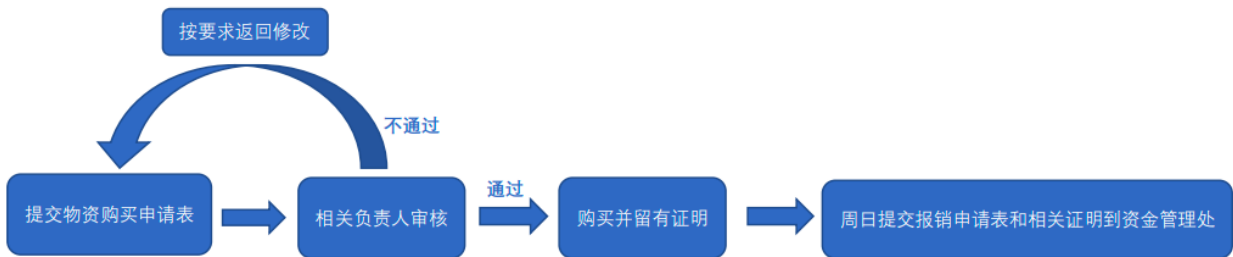 按要求返回修改
不通过
提交物资购买申请表
相关负责人审核
通过
购买并留有证明
周日提交报销申请表和相关证明到资金管理处